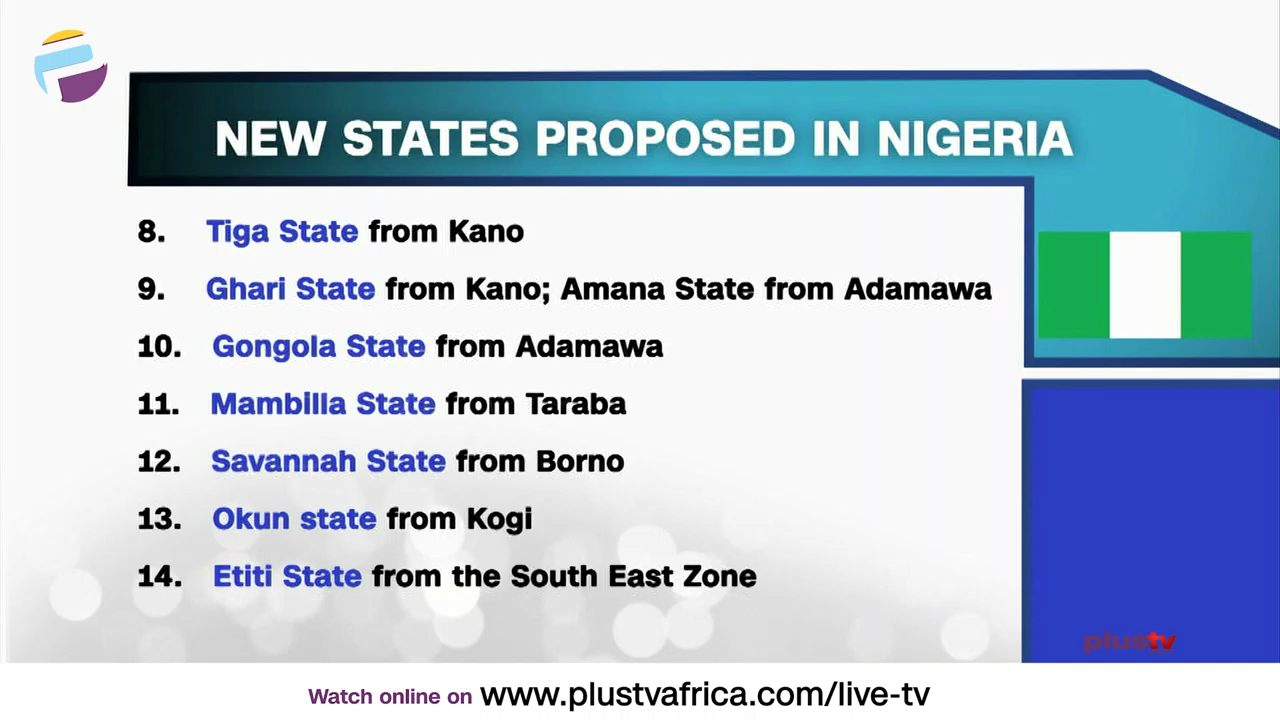 NEW STATES PROPOSED IN NIGERIA
8. Tiga State from Kano
9. Ghari State from Kano; Amana State from Adamawa
10. Gongola State from Adamawa
11. Mambilla State from Taraba
12. Savannah State from Borno
13. Okun state from Kogi
14. Etiti State from the South East Zone
plustv
Watch online on www.plustvafrica.com/live-tv